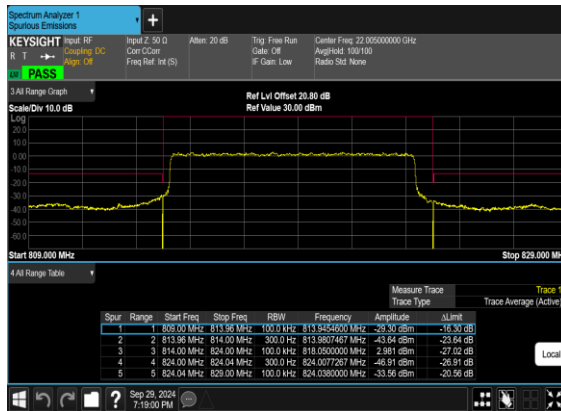 Spectrum Analyzer 1
Spurious Emissions
+
KEYSIGHT Input: RF Input Z: 50 Ω Atten: 20 dB Trig: Free Run Center Freq: 22.005000000 GHz
R T Coupling: DC Corr CCorr Gate: Off Avg|Hold: 100/100
Align: Off Freq Ref: Int (S) IF Gain: Low Radio Std: None
PASS
3 All Range Graph
Ref Lvl Offset 20.80 dB
Scale/Div 10.0 dB Ref Value 30.00 dBm
Log
20.0
10.0
0.00
-10.0
-20.0
-30.0
-40.0
-50.0
-60.0
Start 809.000 MHz Stop 829.000 MH
4 All Range Table
Measure Trace Trace 1
Trace Type Trace Average (Active)
Spur Range Start Freq Stop Freq RBW Frequency Amplitude ΔLimit
1 1 809.00 MHz 813.96 MHz 100.0 kHz 813.9454600 MHz -29.30 dBm -16.30 dB
2 2 813.96 MHz 814.00 MHz 300.0 Hz 813.9807467 MHz -43.64 dBm -23.64 dB
3 3 814.00 MHz 824.00 MHz 100.0 kHz 818.0500000 MHz 2.981 dBm -27.02 dB
4 4 824.00 MHz 824.04 MHz 300.0 Hz 824.0077267 MHz -46.91 dBm -26.91 dB
5 5 824.04 MHz 829.00 MHz 100.0 kHz 824.0380000 MHz -33.56 dBm -20.56 dB
Local
?
Sep 29, 2024
7:19:00 PM